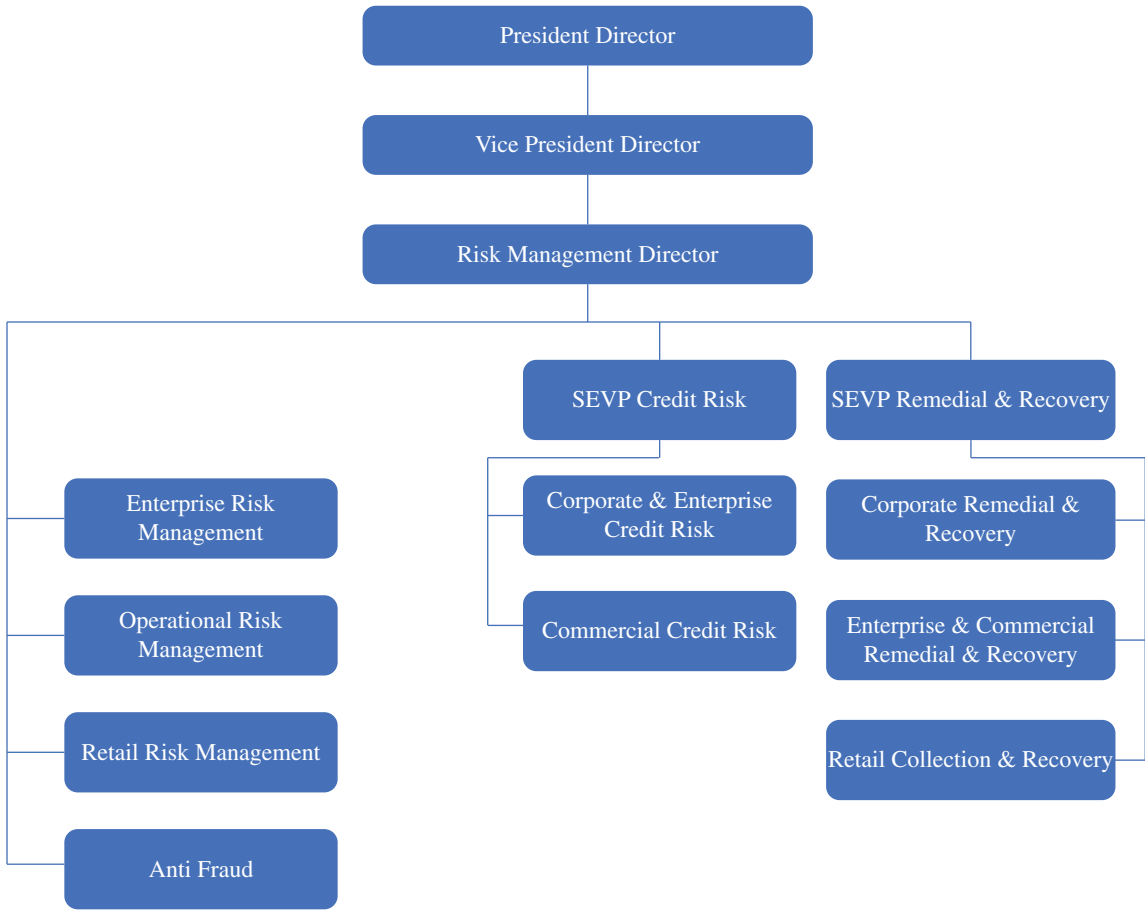 President Director
Vice President Director
Risk Management Director
SEVP Credit Risk
SEVP Remedial & Recovery
Enterprise Risk
Management
Operational Risk
Management
Retail Risk Management
Anti Fraud
Corporate & Enterprise
Credit Risk
Commercial Credit Risk
Corporate Remedial &
Recovery
Enterprise & Commercial
Remedial & Recovery
Retail Collection & Recovery